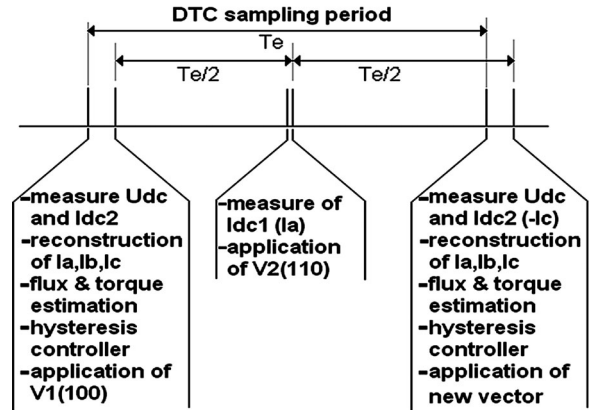 DTC sampling period
Te
Te/2
Te/2
-measure Udc
and Idc2
-reconstruction
of Ia,Ib,Ic
-flux & torque
estimation
-hysteresis
controller
-application of
V1(100)
-measure of
Idc1 (Ia)
-application
of V2(110)
-measure Udc
and Idc2 (-Ic)
-reconstruction
of Ia,Ib,Ic
-flux & torque
estimation
-hysteresis
controller
-application of
new vector